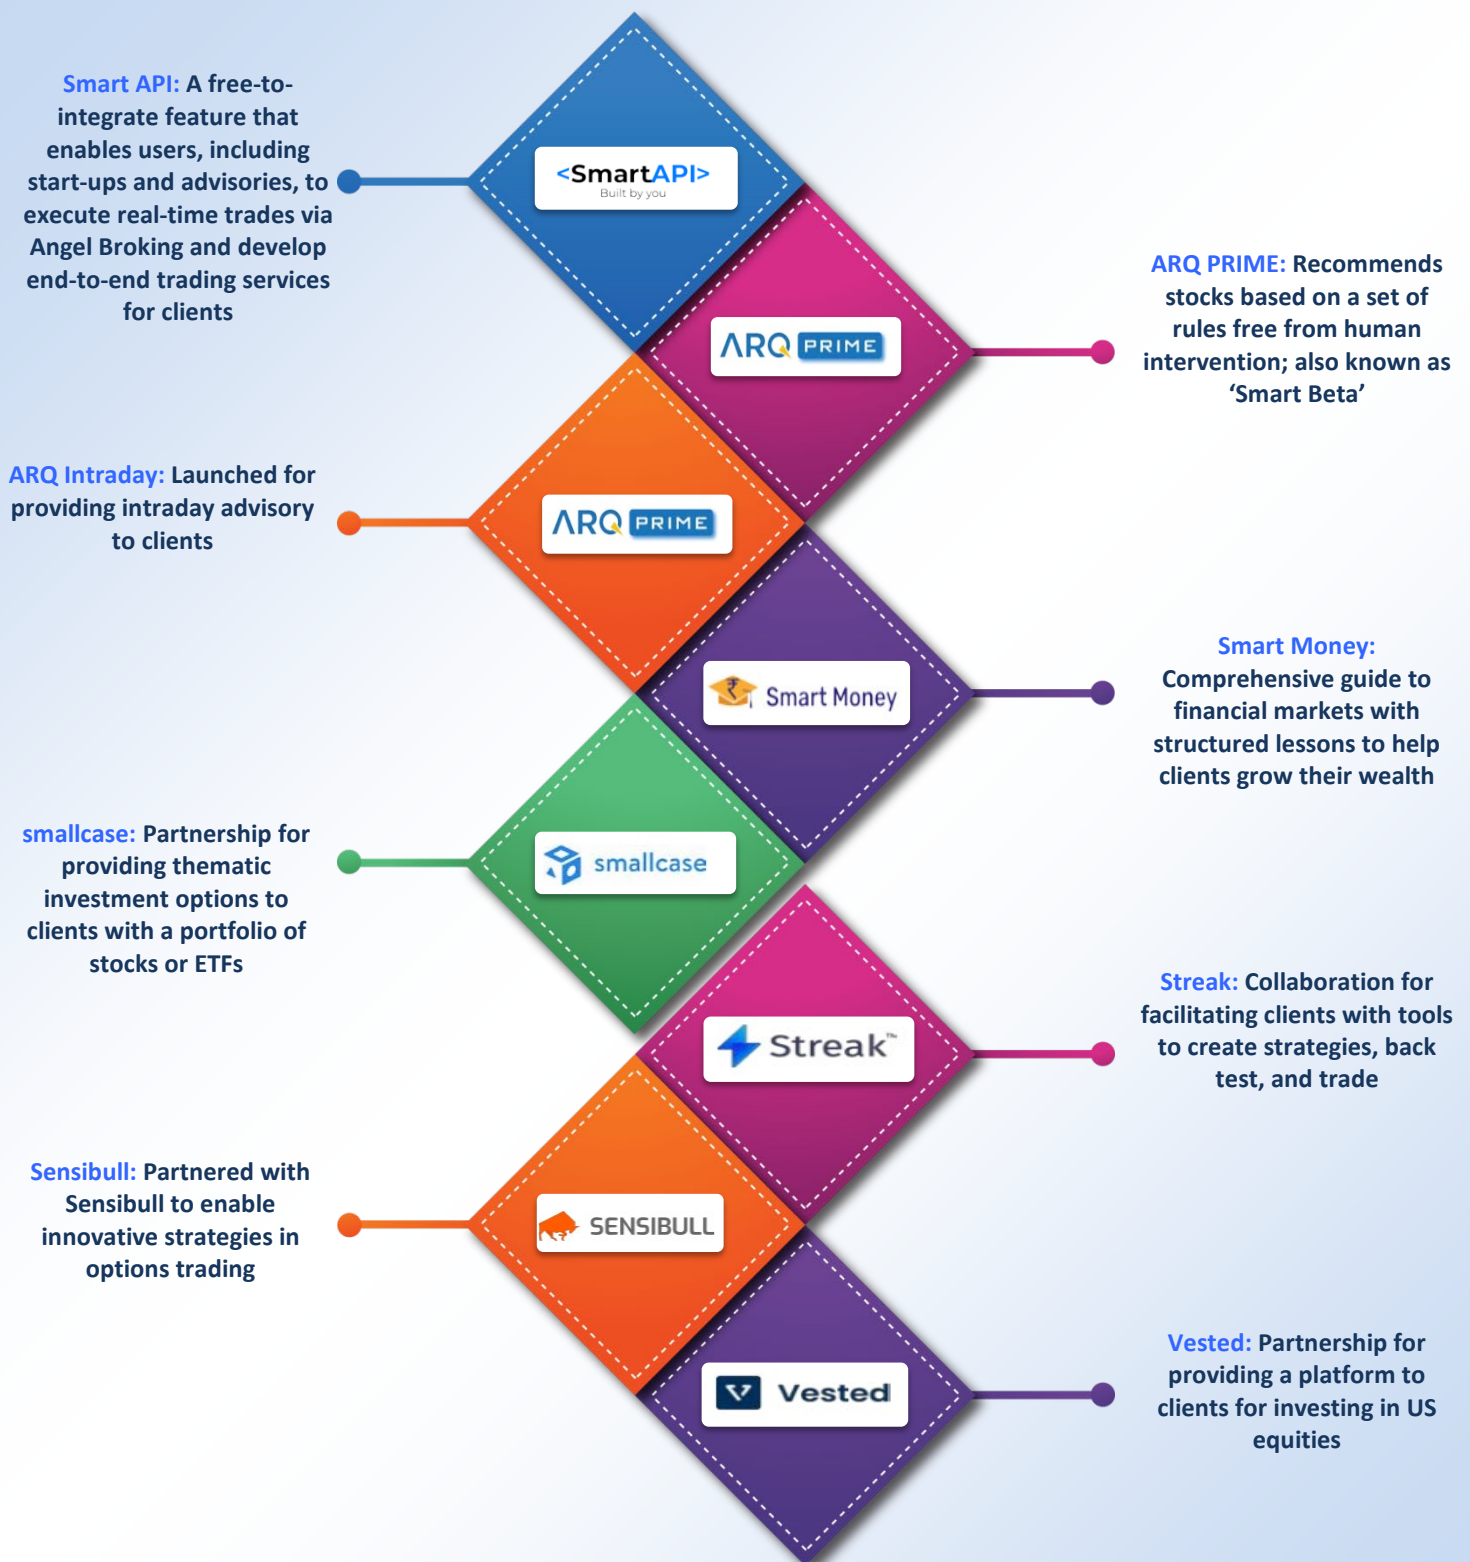 Smart API: A free-to-
integrate feature that
enables users, including
start-ups and advisories, to
execute real-time trades via
Angel Broking and develop
end-to-end trading services
for clients
<SmartAPI>
Built by you
ARQ PRIME
ARQ PRIME: Recommends
stocks based on a set of
rules free from human
intervention; also known as
‘Smart Beta’
ARQ Intraday: Launched for
providing intraday advisory
to clients
ARQ PRIME
Smart Money
Smart Money:
Comprehensive guide to
financial markets with
structured lessons to help
clients grow their wealth
smallcase: Partnership for
providing thematic
investment options to
clients with a portfolio of
stocks or ETFs
smallcase
Streak™
Streak: Collaboration for
facilitating clients with tools
to create strategies, back
test, and trade
Sensibull: Partnered with
Sensibull to enable
innovative strategies in
options trading
SENSIBULL
Vested
Vested: Partnership for
providing a platform to
clients for investing in US
equities